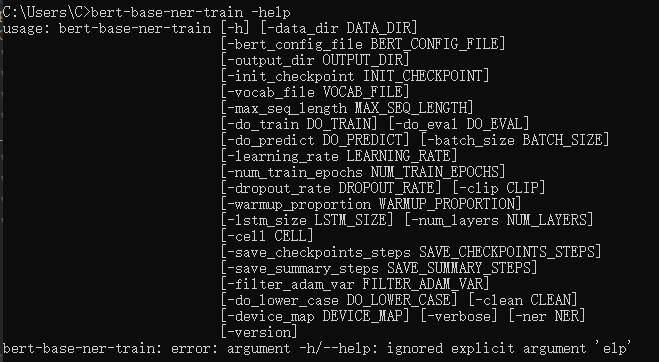 C:\Users\C>bert-base-ner-train -help
usage: bert-base-ner-train [-h] [-data_dir DATA_DIR]
[-bert_config_file BERT_CONFIG_FILE]
[-output_dir OUTPUT_DIR]
[-init_checkpoint INIT_CHECKPOINT]
[-vocab_file VOCAB_FILE]
[-max_seq_length MAX_SEQ_LENGTH]
[-do_train DO_TRAIN] [-do_eval DO_EVAL]
[-do_predict DO_PREDICT] [-batch_size BATCH_SIZE]
[-learning_rate LEARNING_RATE]
[-num_train_epochs NUM_TRAIN_EPOCHS]
[-dropout_rate DROPOUT_RATE] [-clip CLIP]
[-warmup_proportion WARMUP_PROPORTION]
[-lstm_size LSTM_SIZE] [-num_layers NUM_LAYERS]
[-cell CELL]
[-save_checkpoints_steps SAVE_CHECKPOINTS_STEPS]
[-save_summary_steps SAVE_SUMMARY_STEPS]
[-filter_adam_var FILTER_ADAM_VAR]
[-do_lower_case DO_LOWER_CASE] [-clean CLEAN]
[-device_map DEVICE_MAP] [-verbose] [-ner NER]
[-version]
bert-base-ner-train: error: argument -h/--help: ignored explicit argument 'elp'